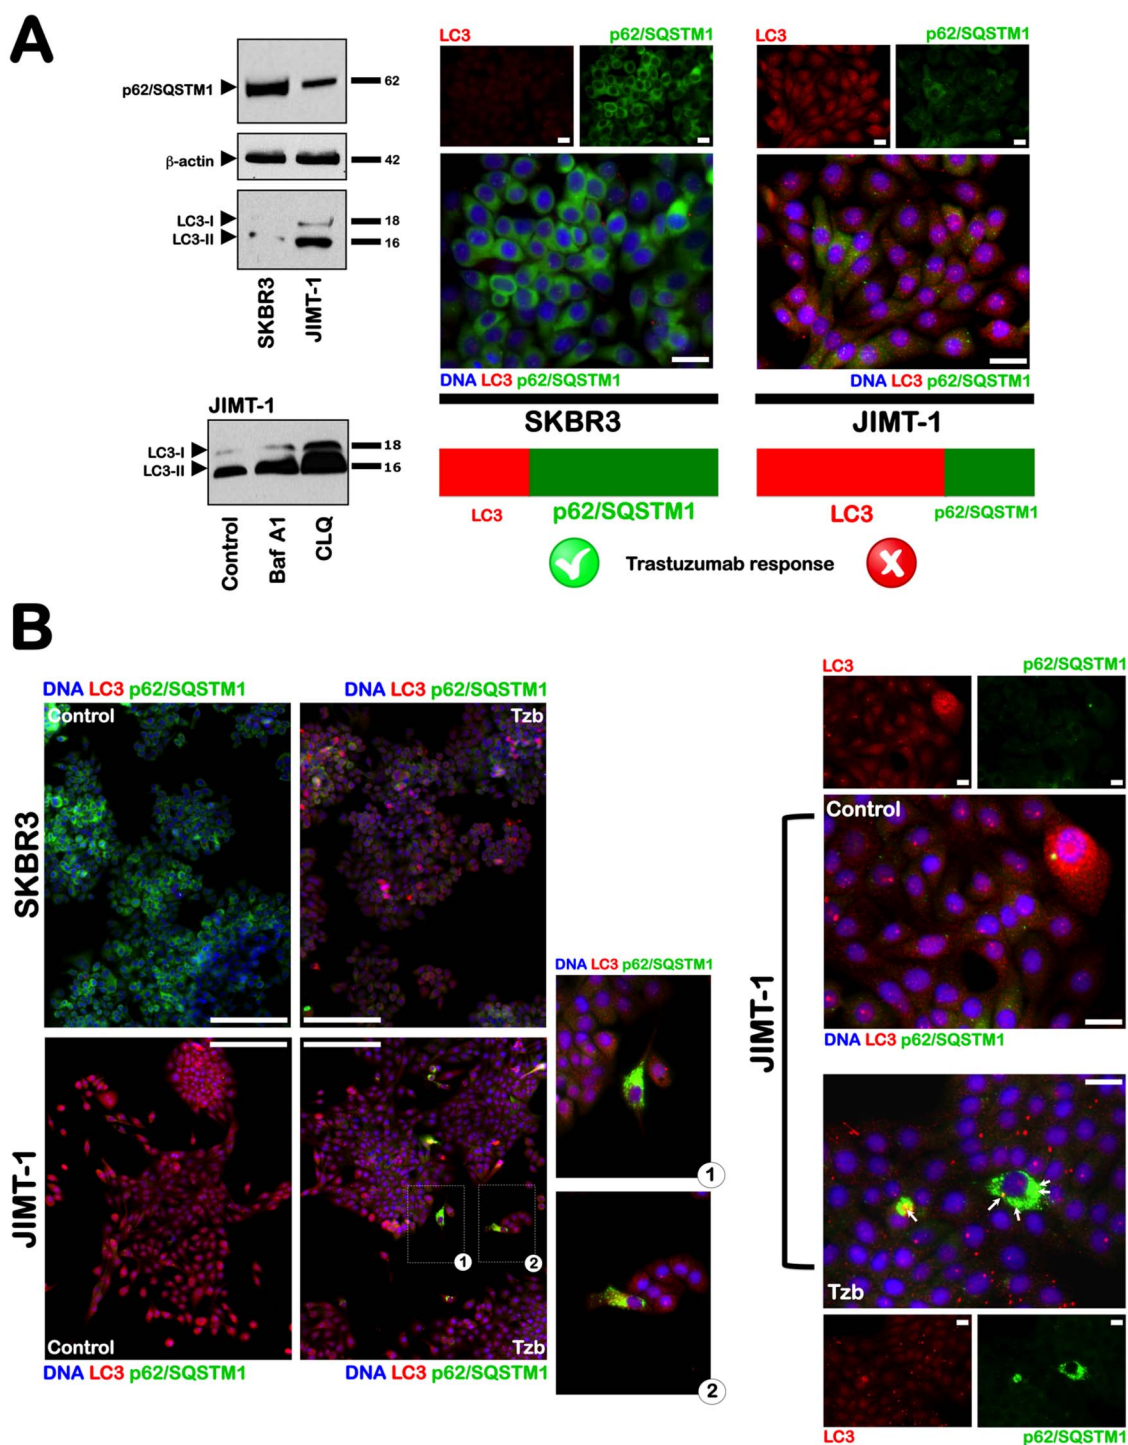 A
p62/SQSTM1
62
β-actin
42
LC3-I
18
LC3-II
16
SKBR3
JIMT-1
LC3
p62/SQSTM1
DNA LC3 p62/SQSTM1
SKBR3
LC3
p62/SQSTM1
LC3
p62/SQSTM1
DNA LC3 p62/SQSTM1
JIMT-1
LC3
p62/SQSTM1
Trastuzumab response
JIMT-1
LC3-I
18
LC3-II
16
Control
Baf A1
CLQ
B
DNA LC3 p62/SQSTM1
DNA LC3 p62/SQSTM1
Control
Tzb
SKBR3
JIMT-1
1
2
Control
Tzb
DNA LC3 p62/SQSTM1
DNA LC3 p62/SQSTM1
DNA LC3 p62/SQSTM1
1
2
LC3
p62/SQSTM1
Control
DNA LC3 p62/SQSTM1
JIMT-1
Tzb
LC3
p62/SQSTM1